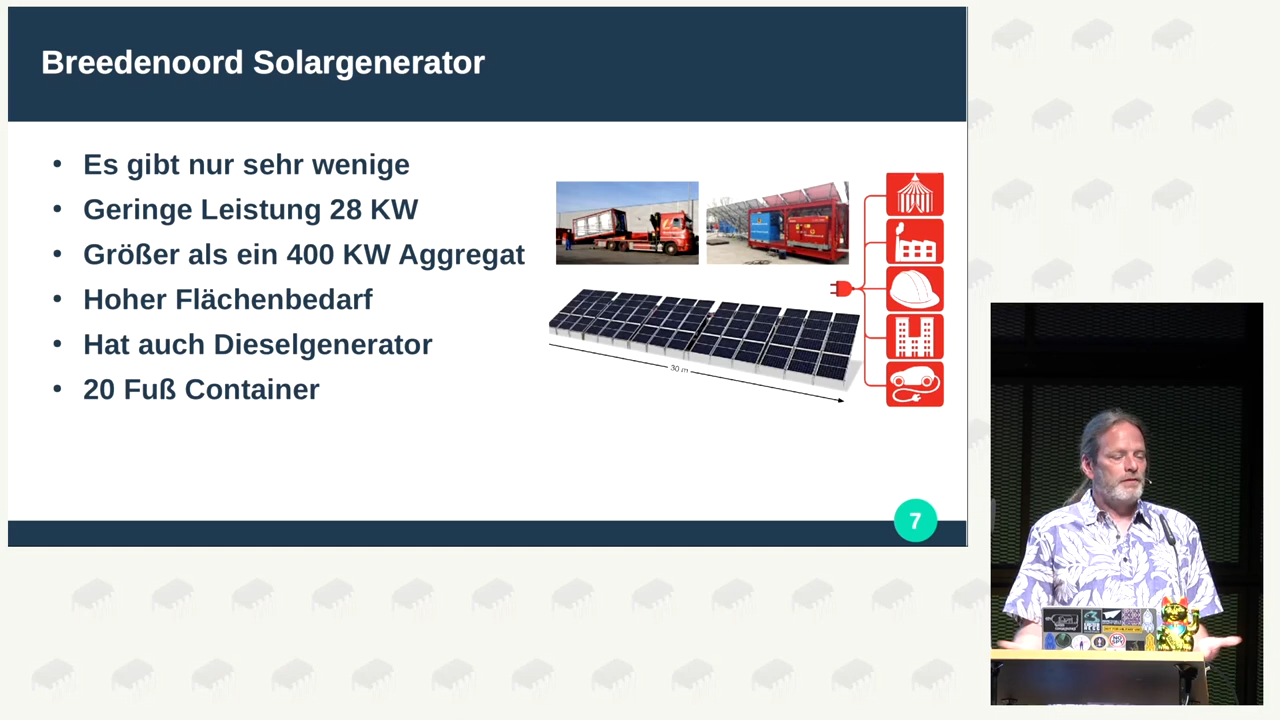 Breedenoord Solargenerator
Es gibt nur sehr wenige
Geringe Leistung 28 KW
Größer als ein 400 KW Aggregat
Hoher Flächenbedarf
Hat auch Dieselgenerator
20 Fuß Container
30 m
7